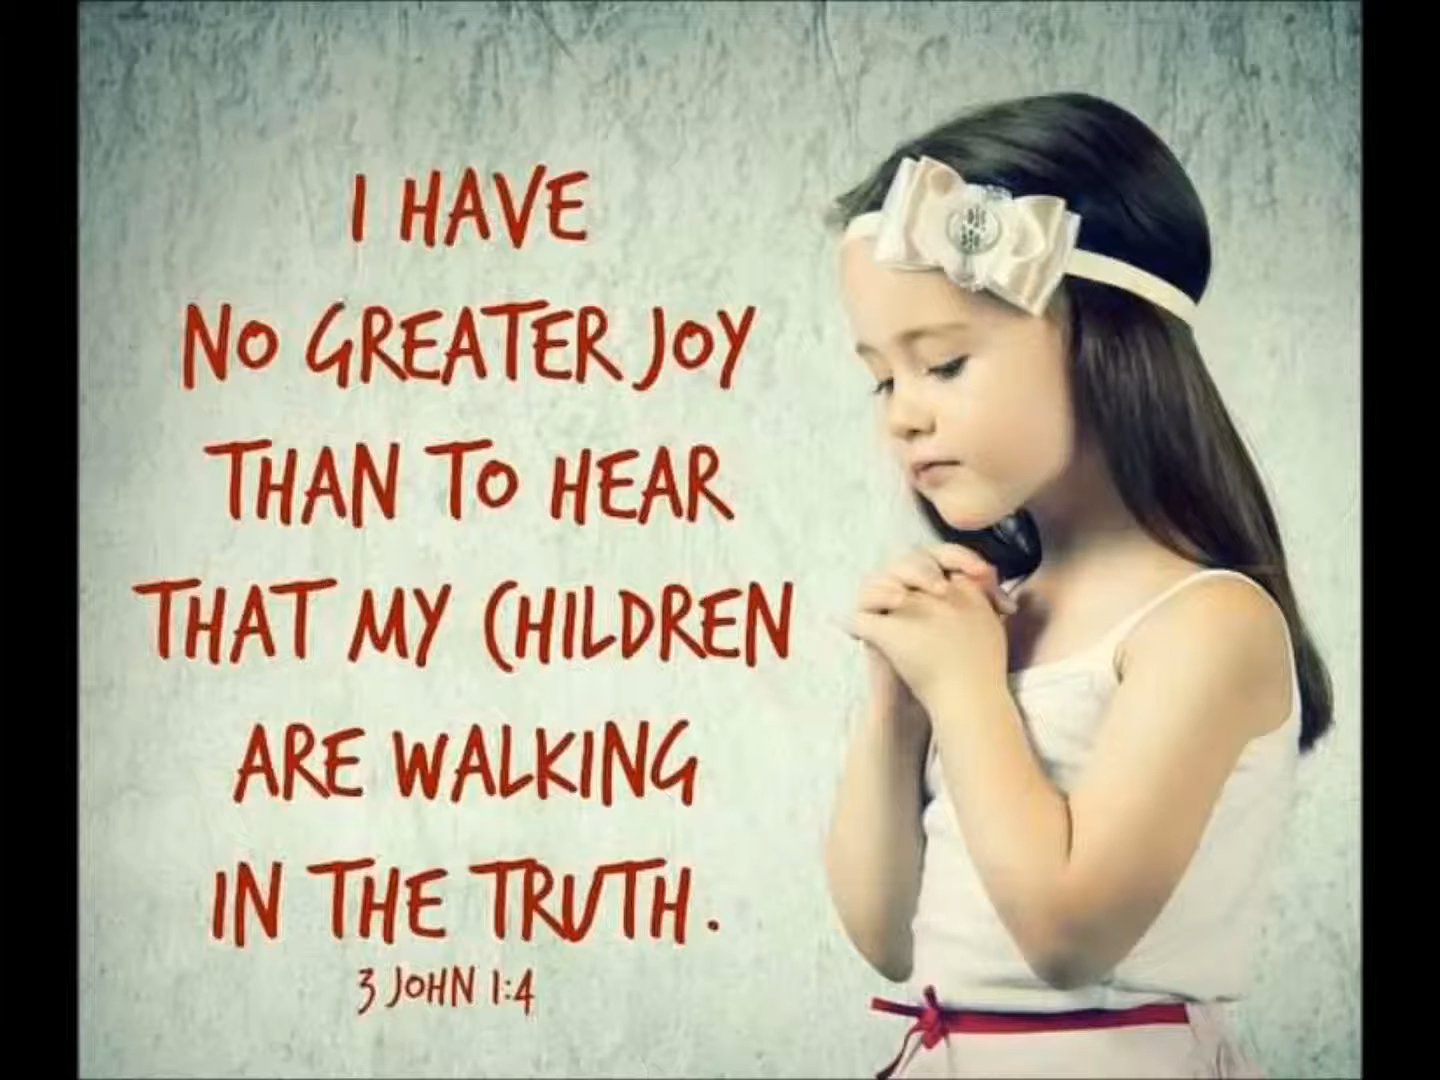 I HAVE
NO GREATER JOY
THAN TO HEAR
THAT MY CHILDREN
ARE WALKING
IN THE TRUTH.
3 JOHN 1:4